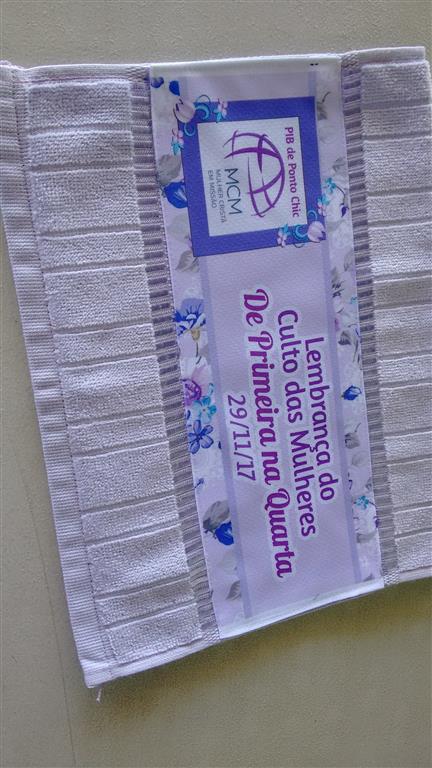 PIB de Ponto Chic
MCM
MULHER CRISTÃ
EM MISSÃO
Lembrança do
Culto das Mulheres
De Primeira na Quarta
29/11/17